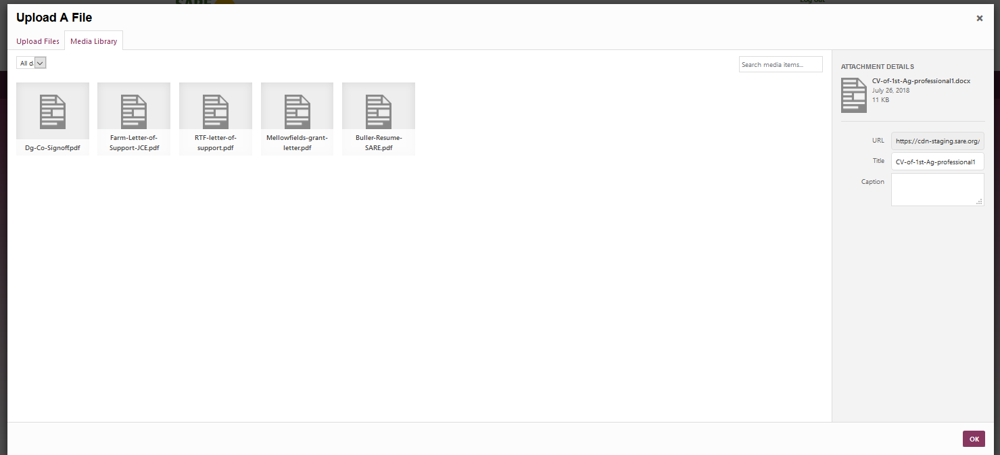 SARE
Log out
Upload A File
×
Upload Files
Media Library
All d
Search media items...
Dg-Co-Signoff.pdf
Farm-Letter-of-
Support-JCE.pdf
RTF-letter-of-
support.pdf
Mellowfields-grant-
letter.pdf
Buller-Resume-
SARE.pdf
ATTACHMENT DETAILS
CV-of-1st-Ag-professional1.docx
July 26, 2018
11 KB
URL
https://cdn-staging.sare.org/
Title
CV-of-1st-Ag-professional1
Caption
OK